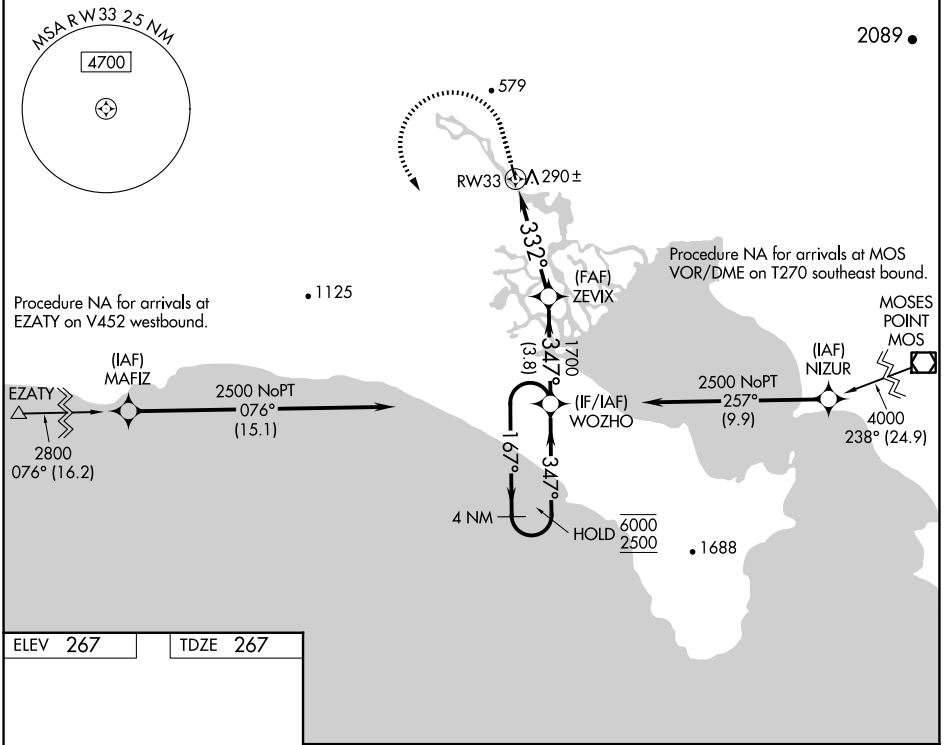 MSA RW33 25 NM
4700
2089
579
RW33
290±
332°
(FAF)
ZEVIX
Procedure NA for arrivals at MOS
VOR/DME on T270 southeast bound.
Procedure NA for arrivals at
EZATY on V452 westbound.
1125
MOSES
POINT
MOS
(IAF)
MAFIZ
EZATY
2500 NoPT
076°
(15.1)
2800
076° (16.2)
1700
347°
(3.8)
(IF/IAF)
WOZHO
2500 NoPT
257°
(9.9)
(IAF)
NIZUR
4000
238° (24.9)
167°
347°
4 NM
HOLD
6000
2500
1688
ELEV 267
TDZE 267